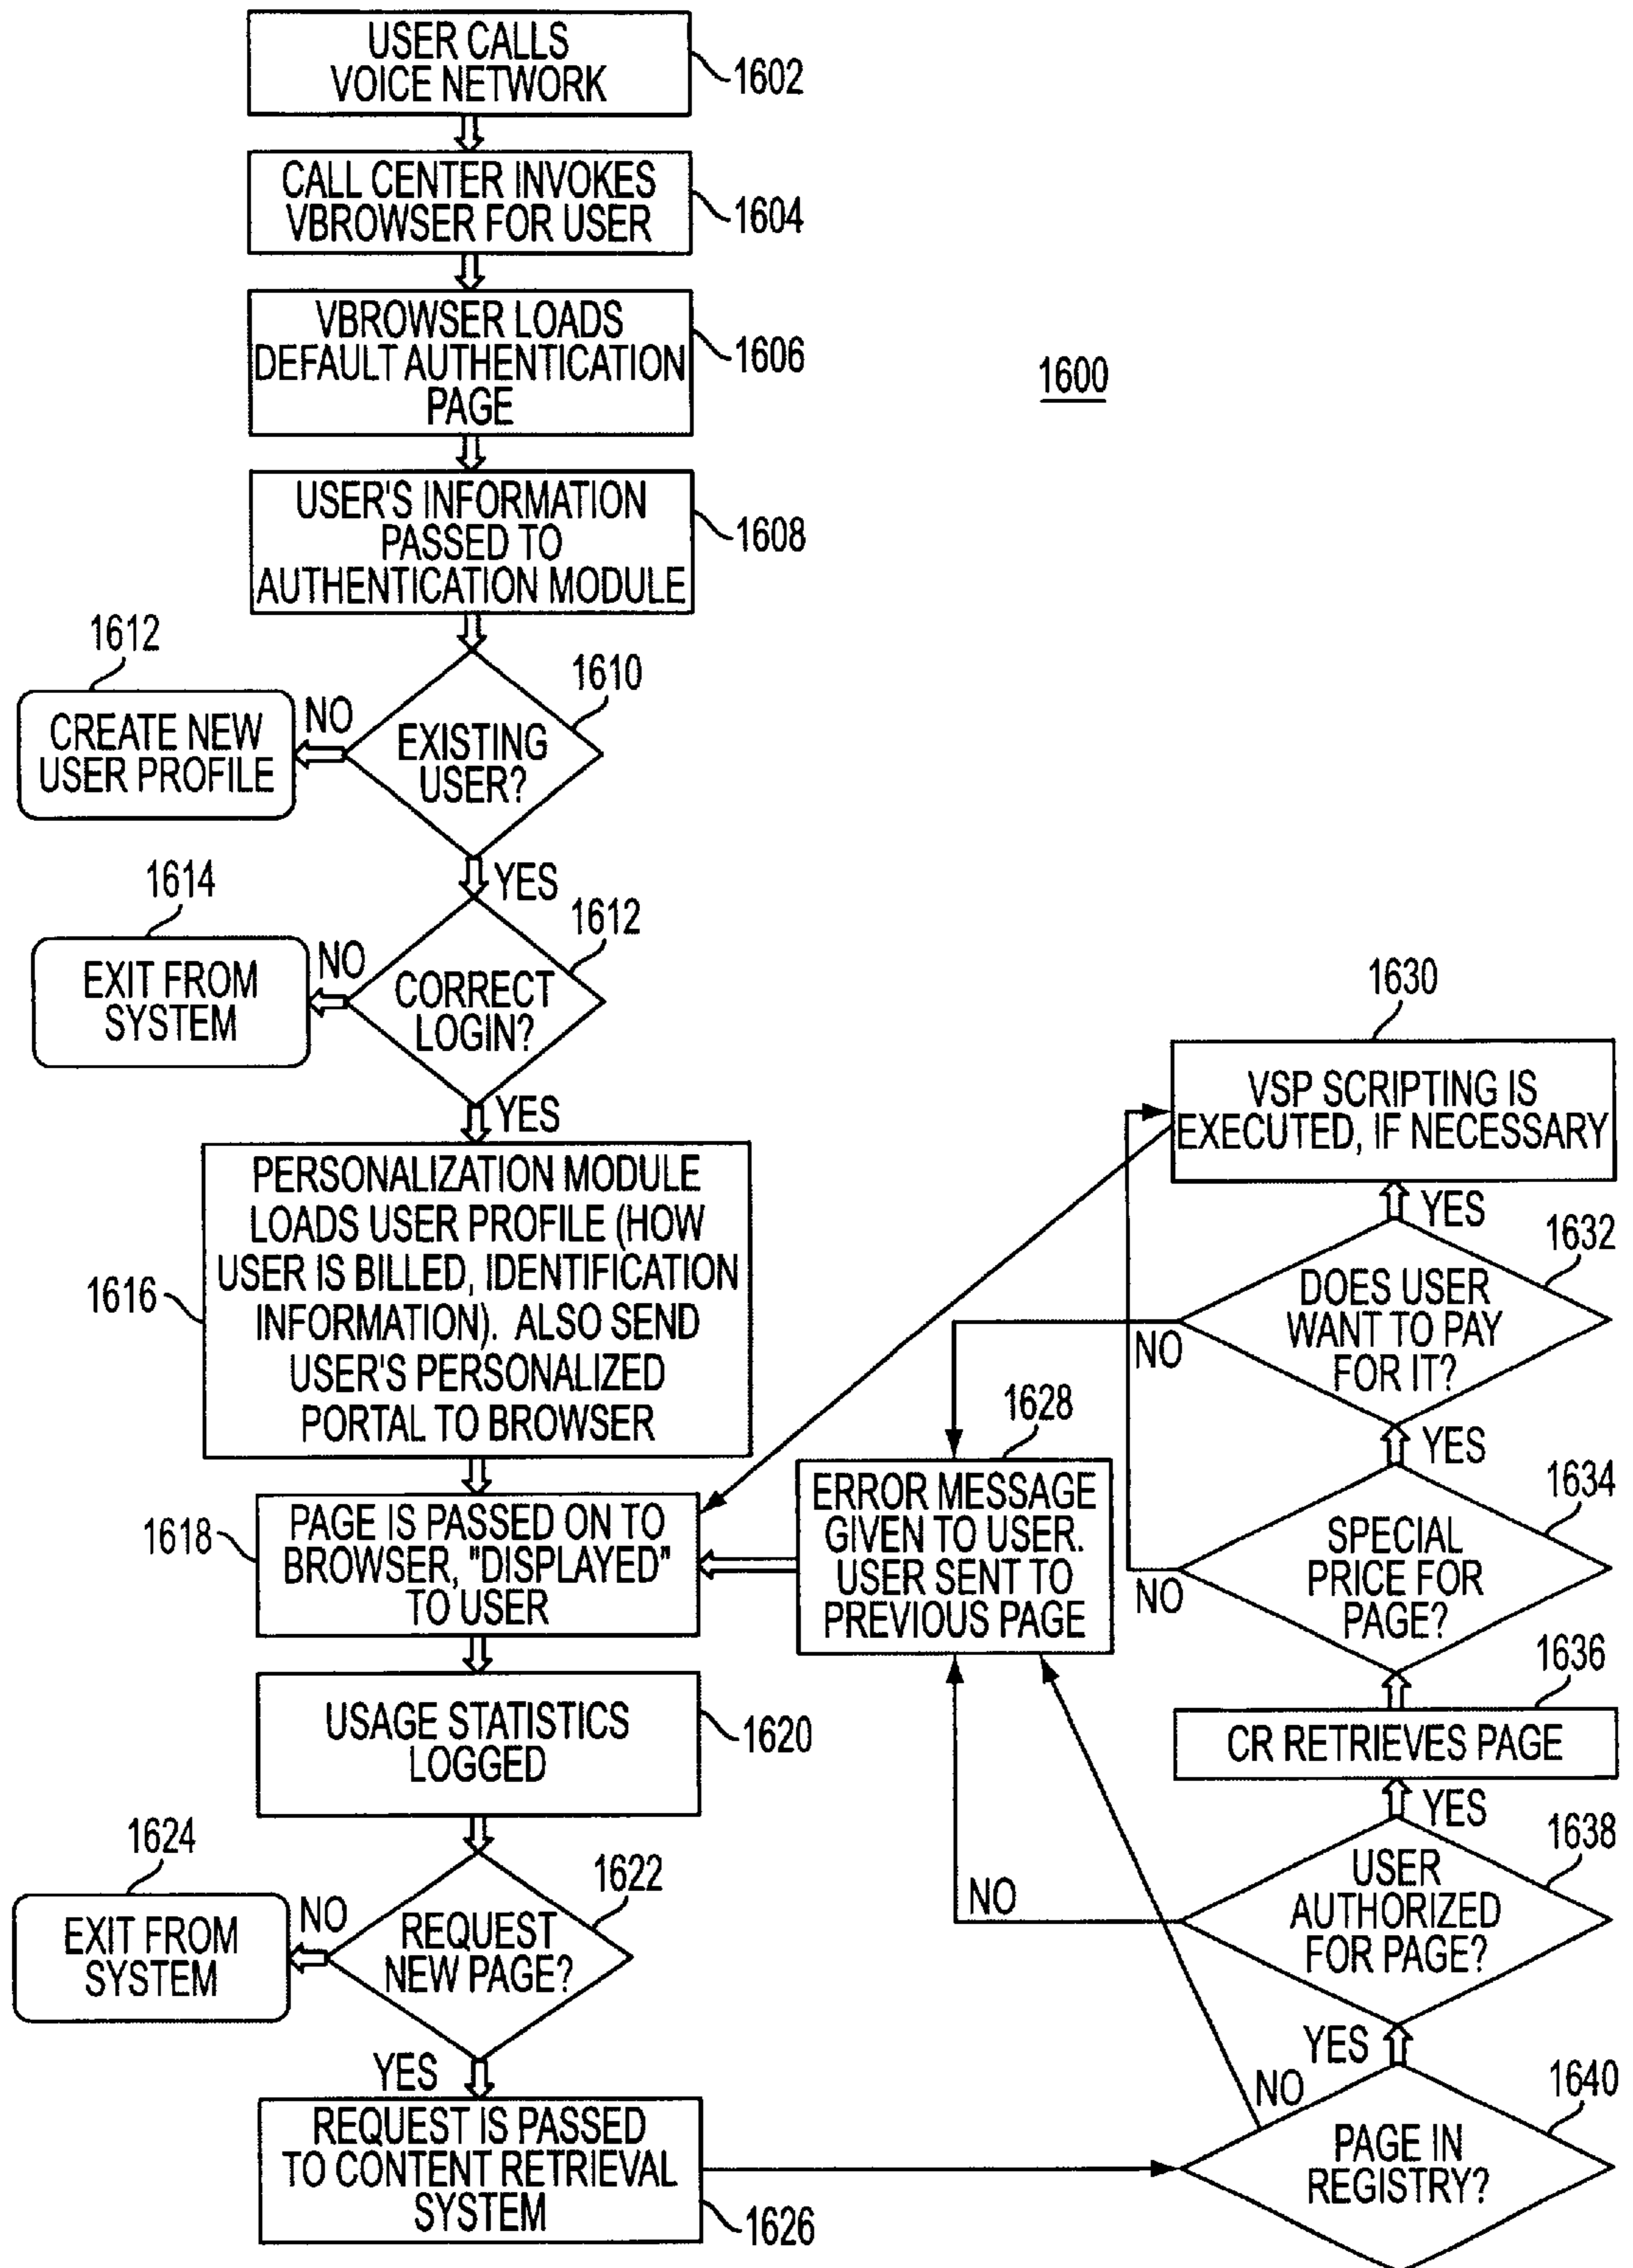 USER CALLS
VOICE NETWORK
1602
CALL CENTER INVOKES
VBROWSER FOR USER
1604
VBROWSER LOADS
DEFAULT AUTHENTICATION
PAGE
1606
1600
USER'S INFORMATION
PASSED TO
AUTHENTICATION MODULE
1608
1612
CREATE NEW
USER PROFILE
NO
1610
EXISTING
USER?
YES
1614
EXIT FROM
SYSTEM
NO
1612
CORRECT
LOGIN?
YES
1616
PERSONALIZATION MODULE
LOADS USER PROFILE (HOW
USER IS BILLED, IDENTIFICATION
INFORMATION). ALSO SEND
USER'S PERSONALIZED
PORTAL TO BROWSER
1618
PAGE IS PASSED ON TO
BROWSER, "DISPLAYED"
TO USER
USAGE STATISTICS
LOGGED
1620
1624
EXIT FROM
SYSTEM
NO
1622
REQUEST
NEW PAGE?
YES
REQUEST IS PASSED
TO CONTENT RETRIEVAL
SYSTEM
1626
1628
ERROR MESSAGE
GIVEN TO USER.
USER SENT TO
PREVIOUS PAGE
1630
VSP SCRIPTING IS
EXECUTED, IF NECESSARY
YES
1632
DOES USER
WANT TO PAY
FOR IT?
NO
YES
1634
SPECIAL
PRICE FOR
PAGE?
NO
1636
CR RETRIEVES PAGE
YES
1638
USER
AUTHORIZED
FOR PAGE?
NO
YES
NO
1640
PAGE IN
REGISTRY?